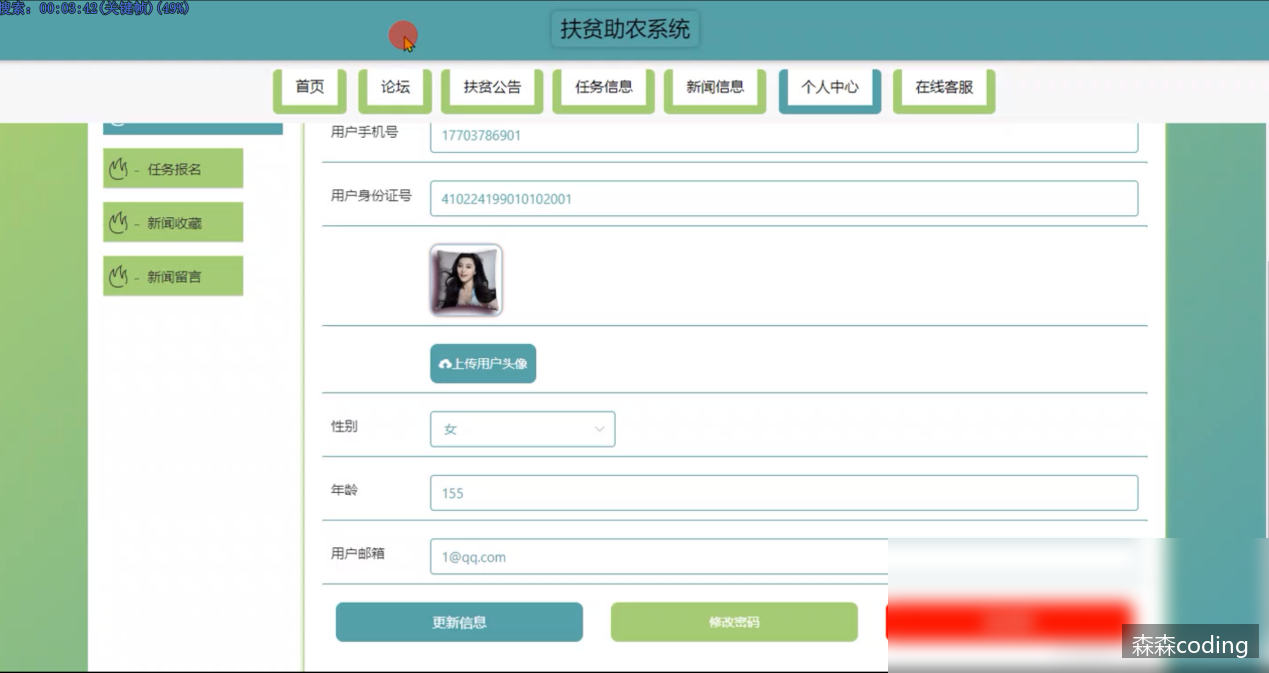 搜索: 00:03:42(关键帧)(49%)
扶贫助农系统
首页 论坛 扶贫公告 任务信息 新闻信息 个人中心 在线客服
用户手机号 17703786901
- 任务报名
用户身份证号 410224199010102001
- 新闻收藏
- 新闻留言
上传用户头像
性别 女
年龄 155
用户邮箱 1@qq.com
更新信息 修改密码
森森coding